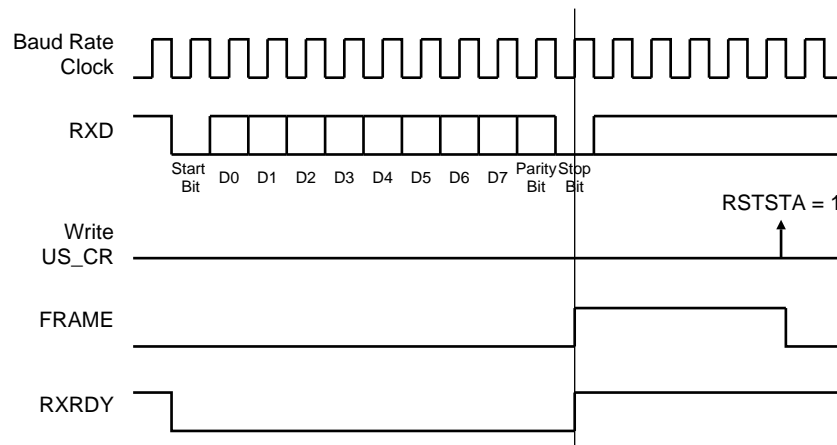 Baud Rate
Clock
RXD
Start
Bit
D0 D1 D2 D3 D4 D5 D6 D7
Parity
Bit
Stop
Bit
RSTSTA = 1
Write
US_CR
FRAME
RXRDY